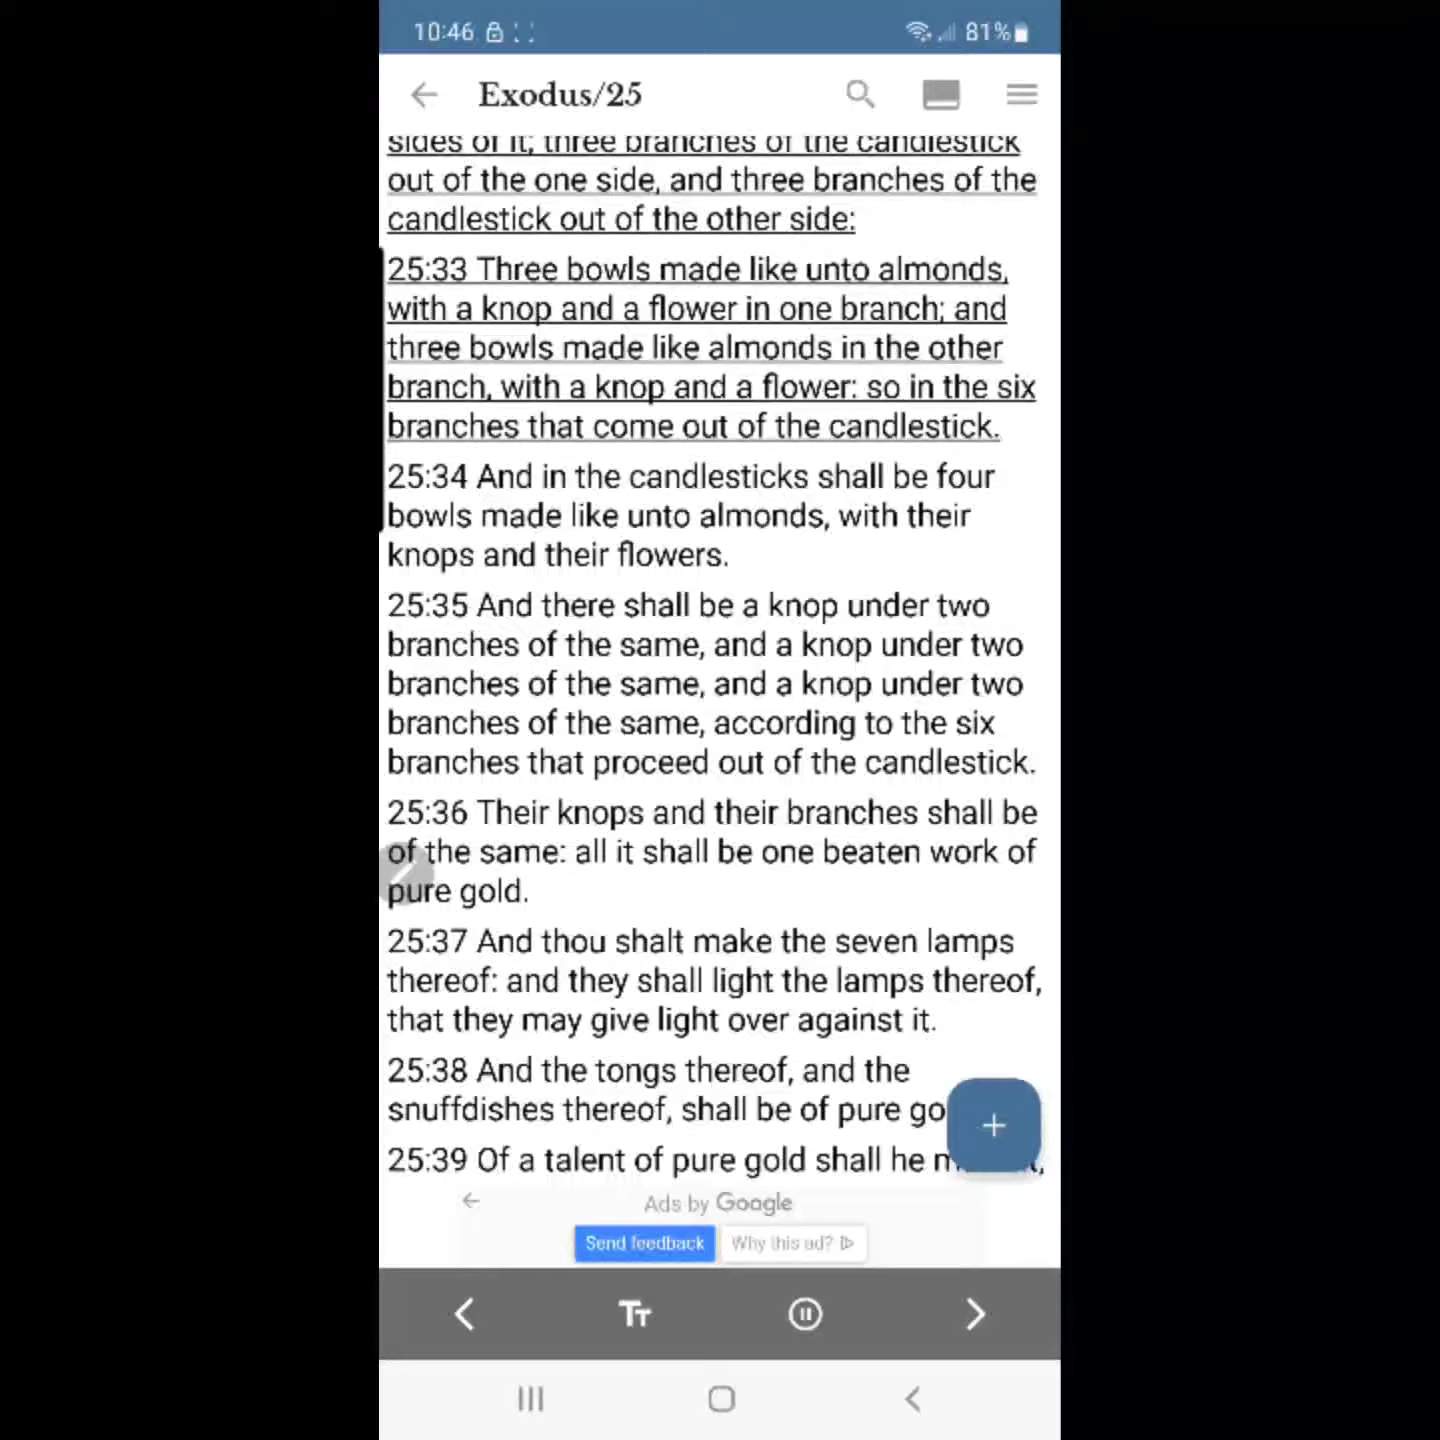 10:46 81%
Exodus/25
sides of it; three branches of the candlestick
out of the one side, and three branches of the
candlestick out of the other side:
25:33 Three bowls made like unto almonds,
with a knop and a flower in one branch; and
three bowls made like almonds in the other
branch, with a knop and a flower: so in the six
branches that come out of the candlestick.
25:34 And in the candlesticks shall be four
bowls made like unto almonds, with their
knops and their flowers.
25:35 And there shall be a knop under two
branches of the same, and a knop under two
branches of the same, and a knop under two
branches of the same, according to the six
branches that proceed out of the candlestick.
25:36 Their knops and their branches shall be
of the same: all it shall be one beaten work of
pure gold.
25:37 And thou shalt make the seven lamps
thereof: and they shall light the lamps thereof,
that they may give light over against it.
25:38 And the tongs thereof, and the
snuffdishes thereof, shall be of pure go
25:39 Of a talent of pure gold shall he
Ads by Google
Send feedback Why this ad?
TT